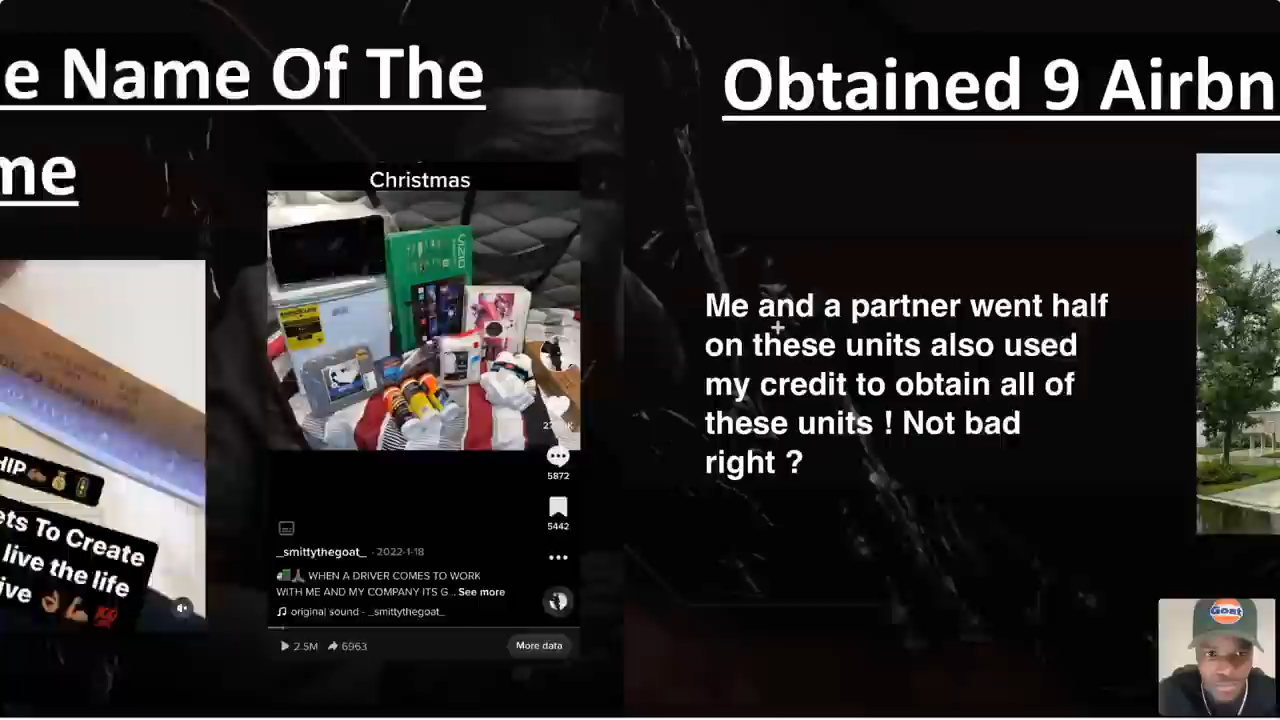 e Name Of The
me
Obtained 9 Airbn
Christmas
VIZIO
HIP
ets To Create
live the life
ive
5872
5442
_smittythegoat_ · 2022-1-18
WHEN A DRIVER COMES TO WORK
WITH ME AND MY COMPANY ITS G... See more
original sound - _smittythegoat_
2.5M 6963
More data
Me and a partner went half
on these units also used
my credit to obtain all of
these units ! Not bad
right ?
Goat